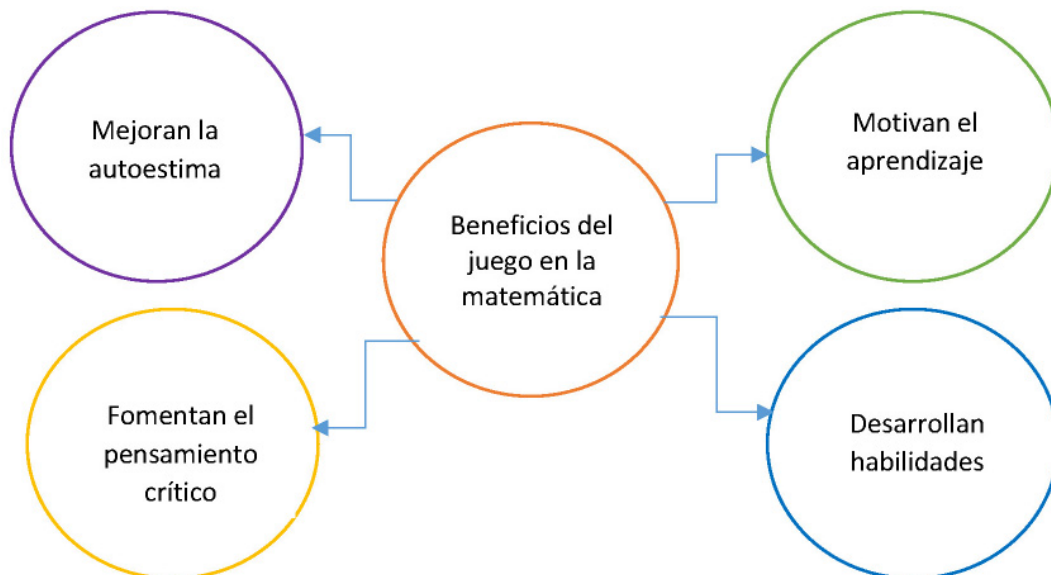 Mejoran la
autoestima
Motivan el
aprendizaje
Beneficios del
juego en la
matemática
Fomentan el
pensamiento
crítico
Desarrollan
habilidades